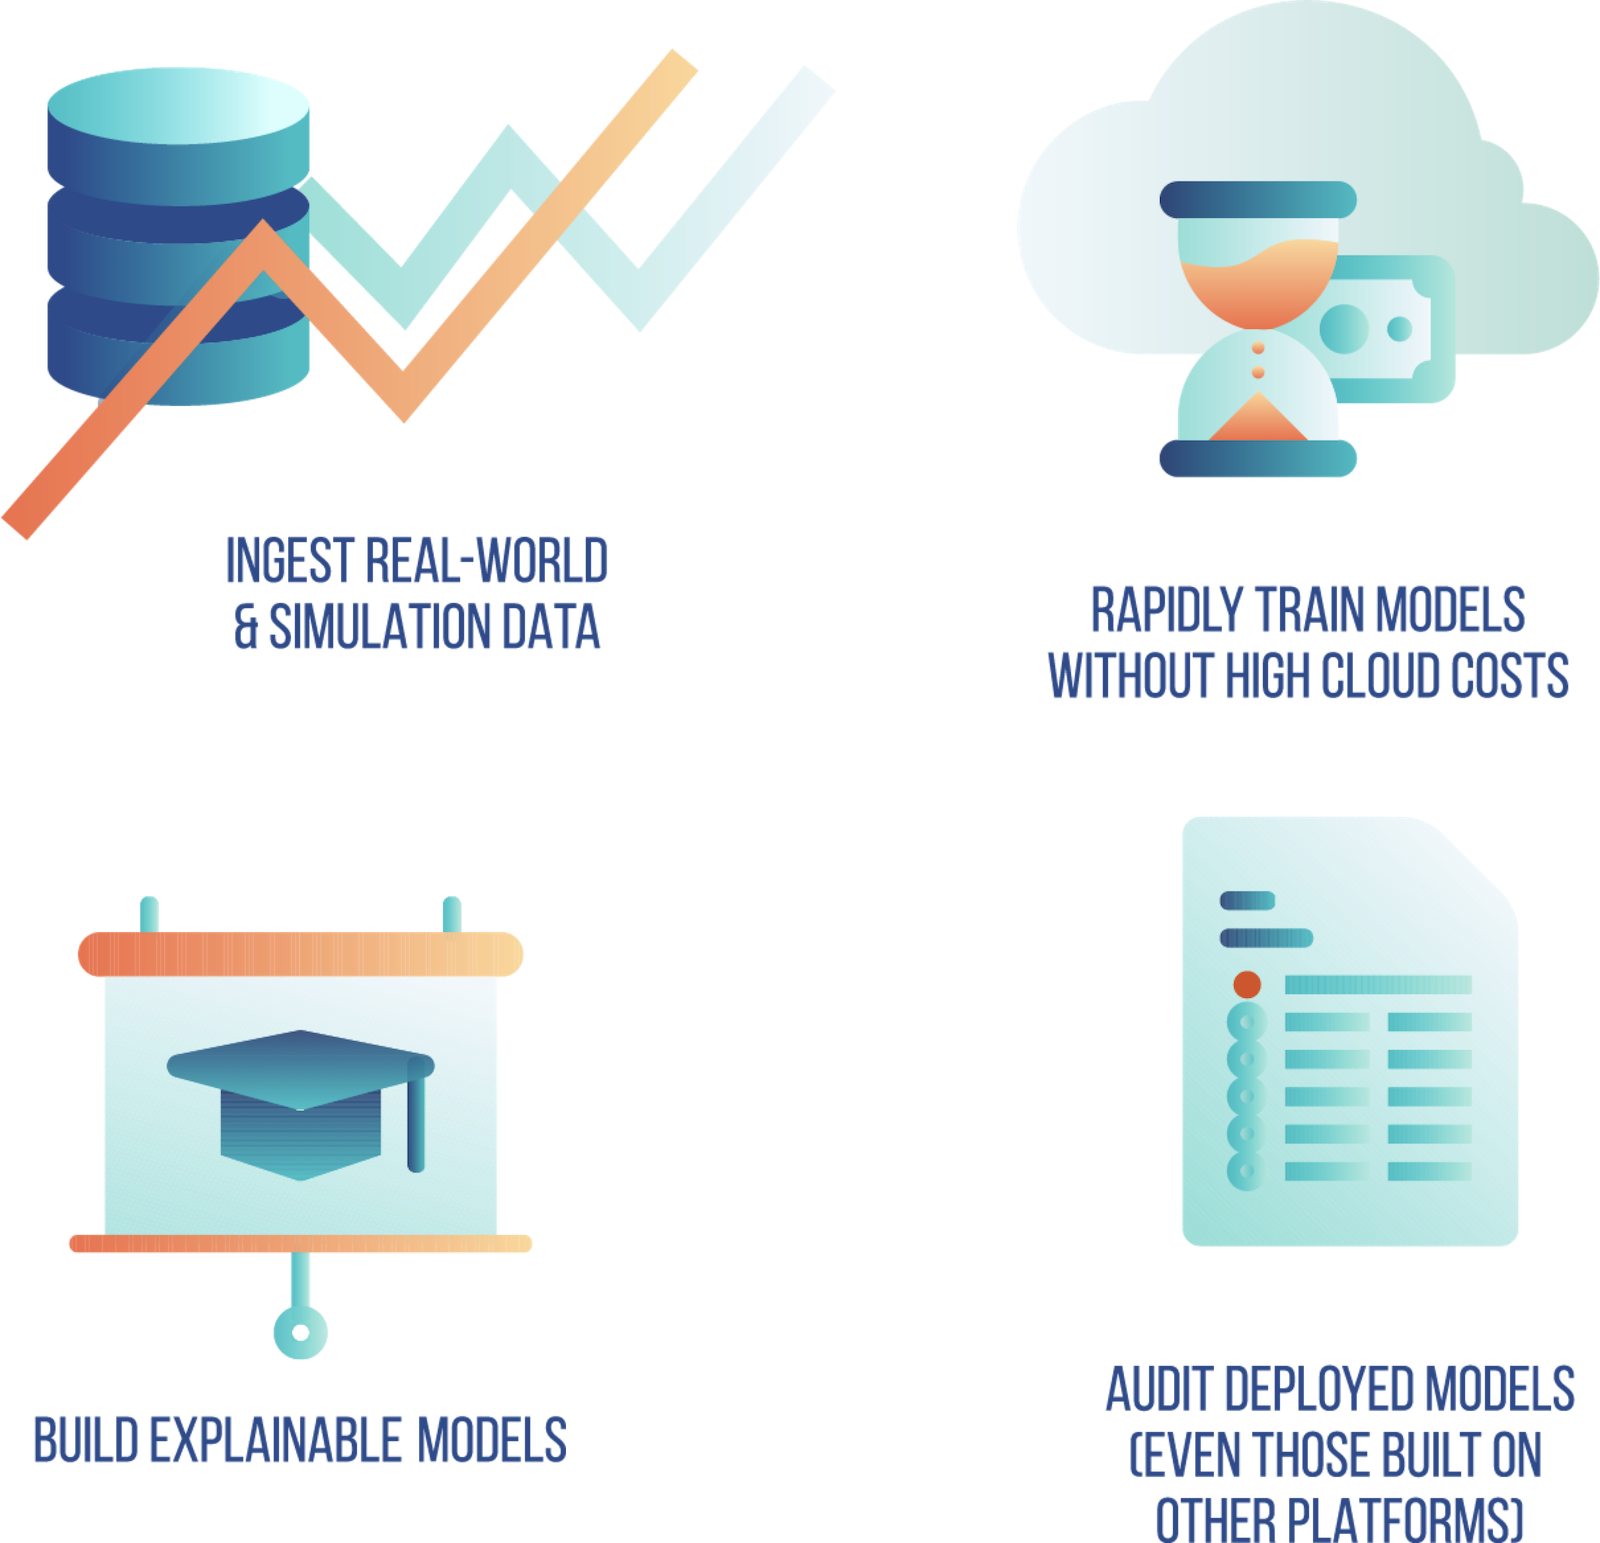 INGEST REAL-WORLD
& SIMULATION DATA
RAPIDLY TRAIN MODELS
WITHOUT HIGH CLOUD COSTS
BUILD EXPLAINABLE MODELS
AUDIT DEPLOYED MODELS
(EVEN THOSE BUILT ON
OTHER PLATFORMS)